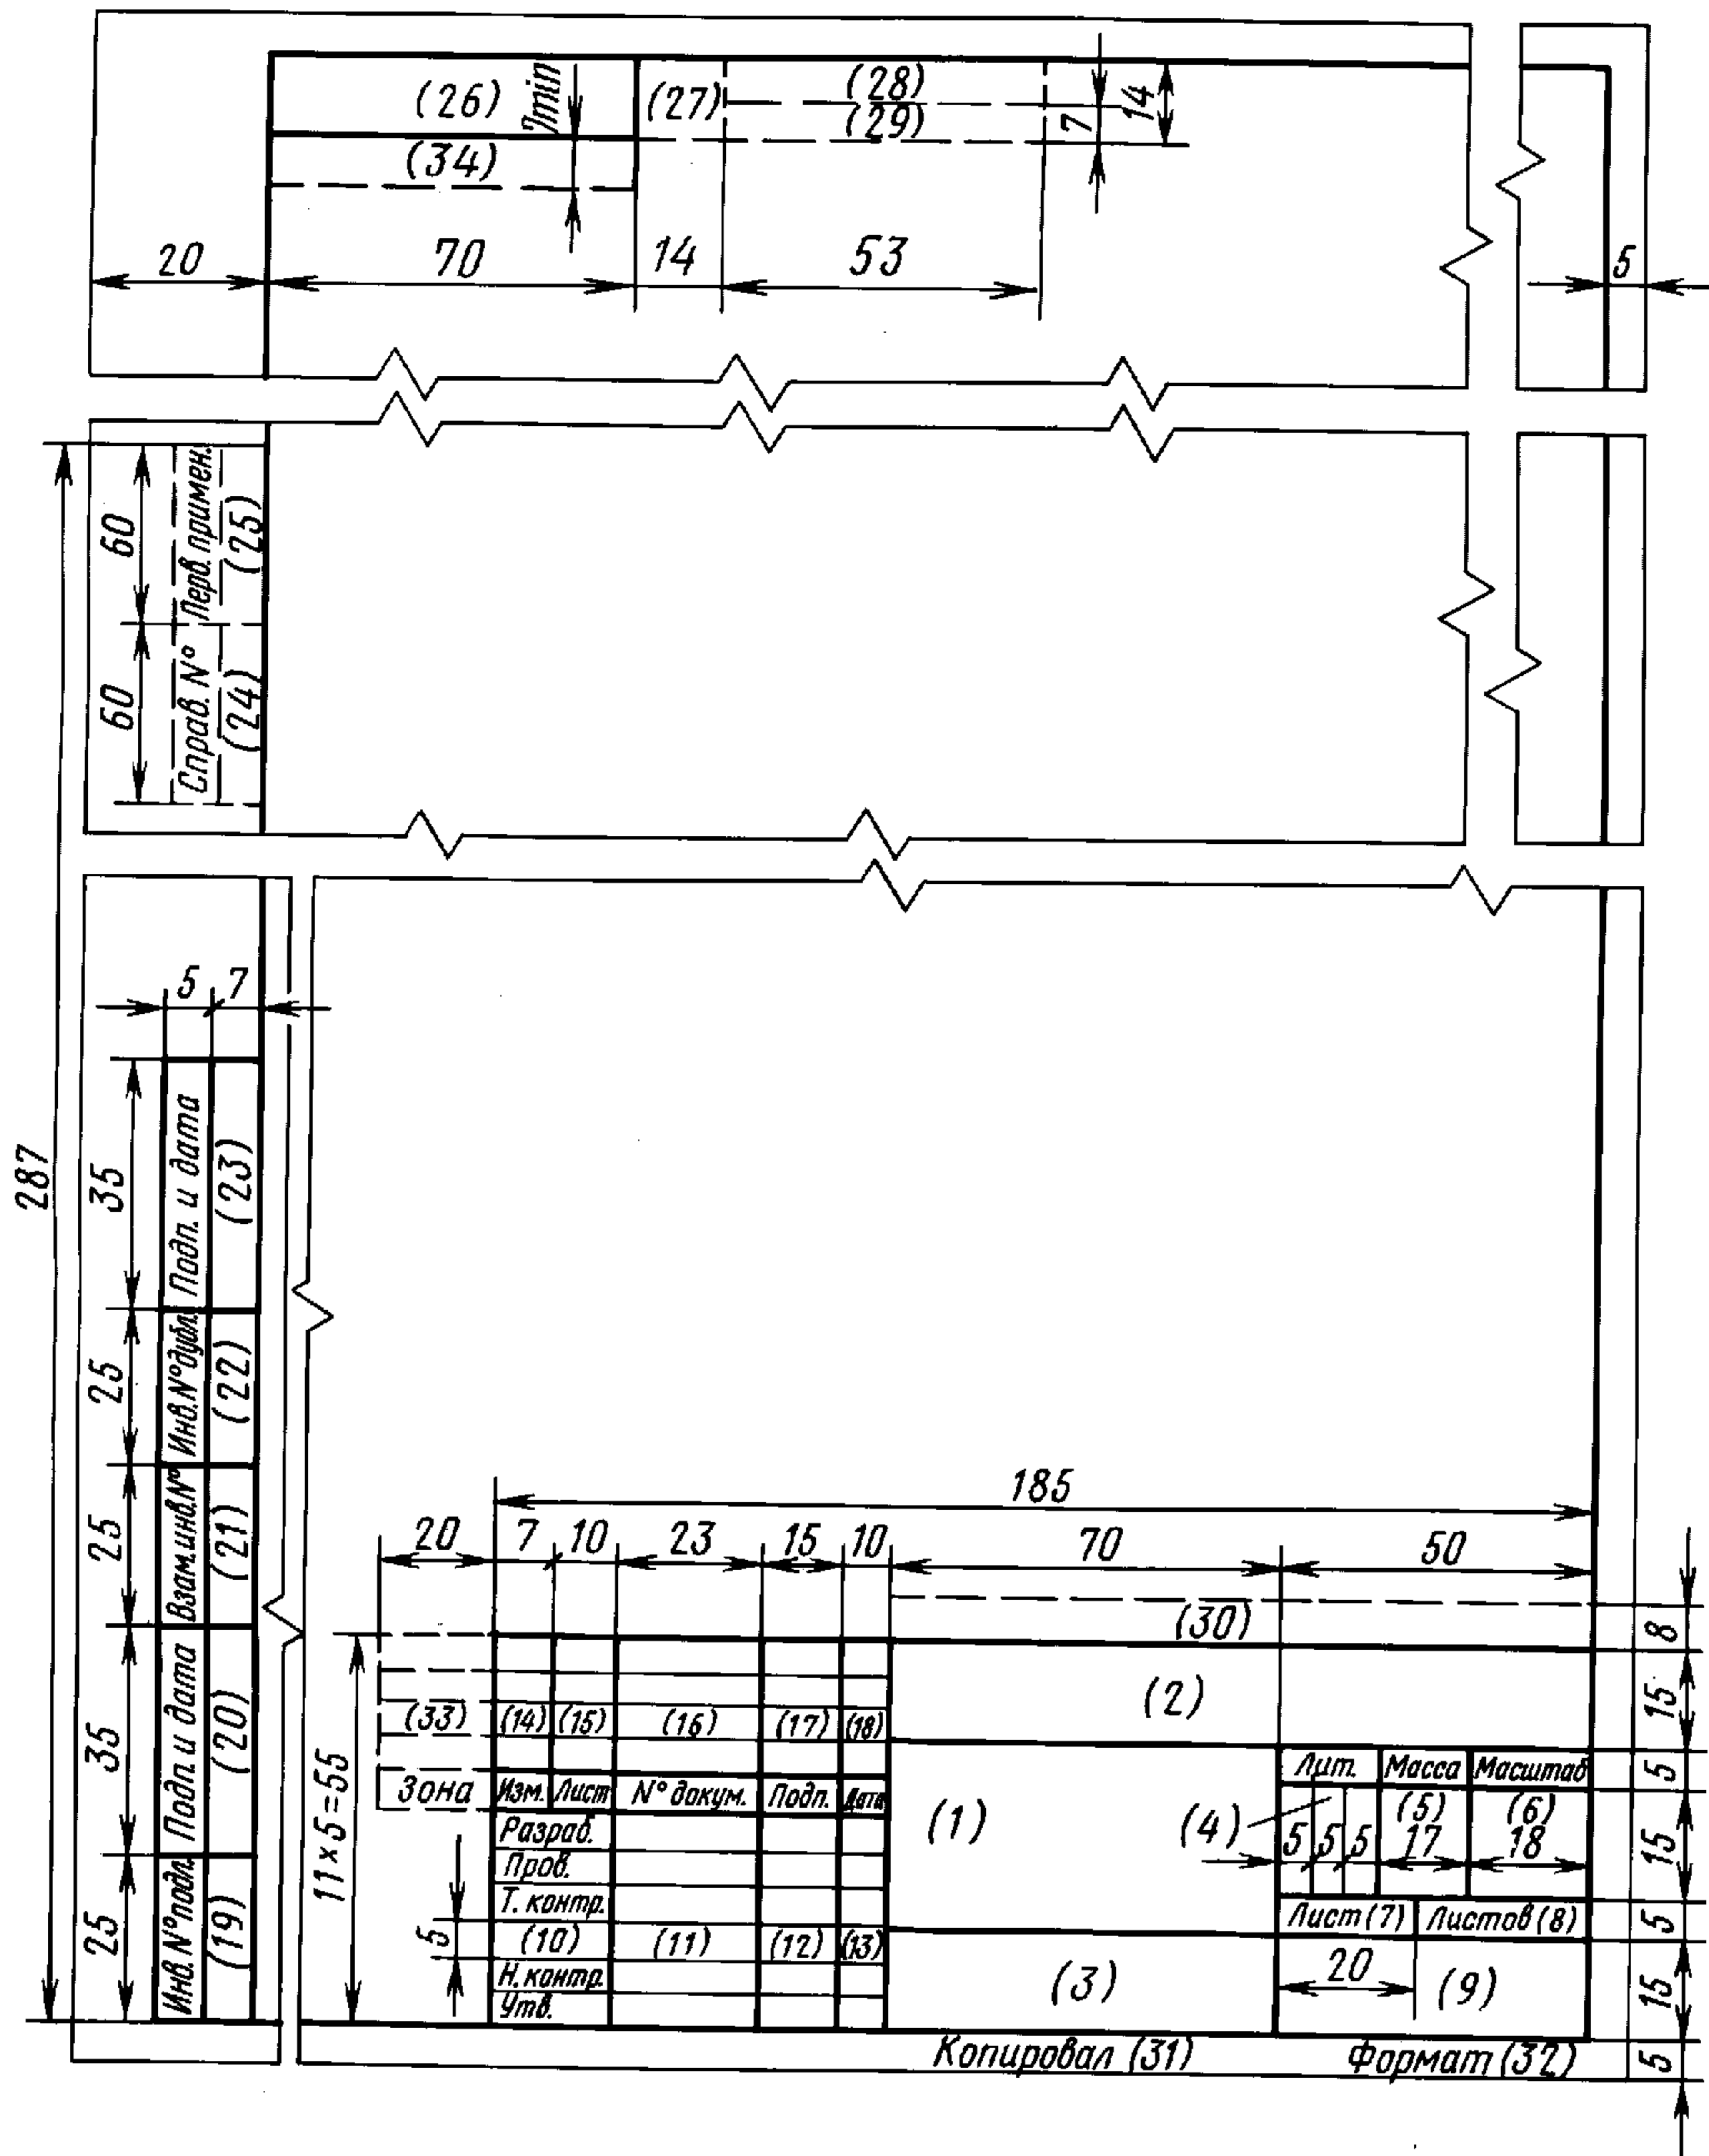 (26)
7min
(27)
(28)
(29)
7
14
(34)
20
70
14
53
5
287
60
Перв. примен.
(25)
60
Справ. N°
(24)
5
7
35
Подп. и дата
(23)
25
Инв. N° дубл.
(22)
25
Взам.инв.N°
(21)
35
Подп. и дата
(20)
25
Инв. N° подл.
(19)
185
20 7 10 23 15 10 70 50
(30)
8
(2)
15
(33) (14) (15) (16) (17) (18)
11×5=55
Зона Изм. Лист N° докум. Подп. Дата
Лит. Масса Масштаб
5
(1)
(4)
(5)
(6)
5 5 5 17 18
15
Разраб.
Пров.
Т. контр.
Лист (7) Листов (8)
5
5
(10) (11) (12) (13)
Н. контр.
Утв.
(3)
20
(9)
15
Копировал (31) Формат (32)
5